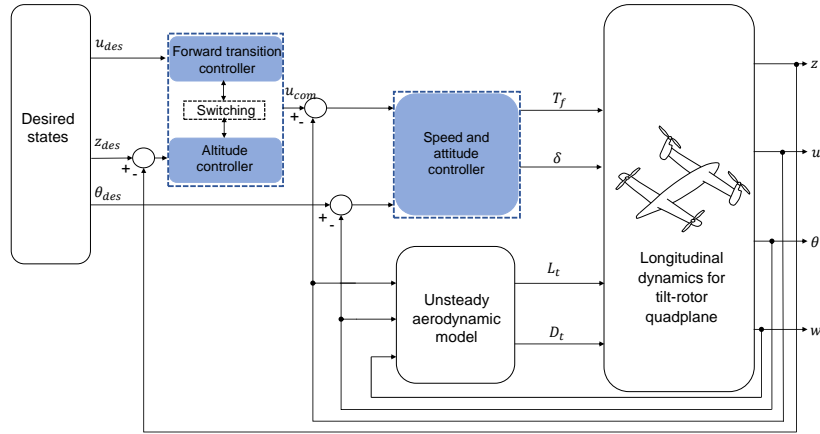 Desired
states
u_des
z_des
θ_des
+
-
Forward transition
controller
Switching
Altitude
controller
u_com
+
-
+
-
Speed and
attitude
controller
T_f
δ
Unsteady
aerodynamic
model
L_t
D_t
Longitudinal
dynamics for
tilt-rotor
quadplane
z
u
θ
w